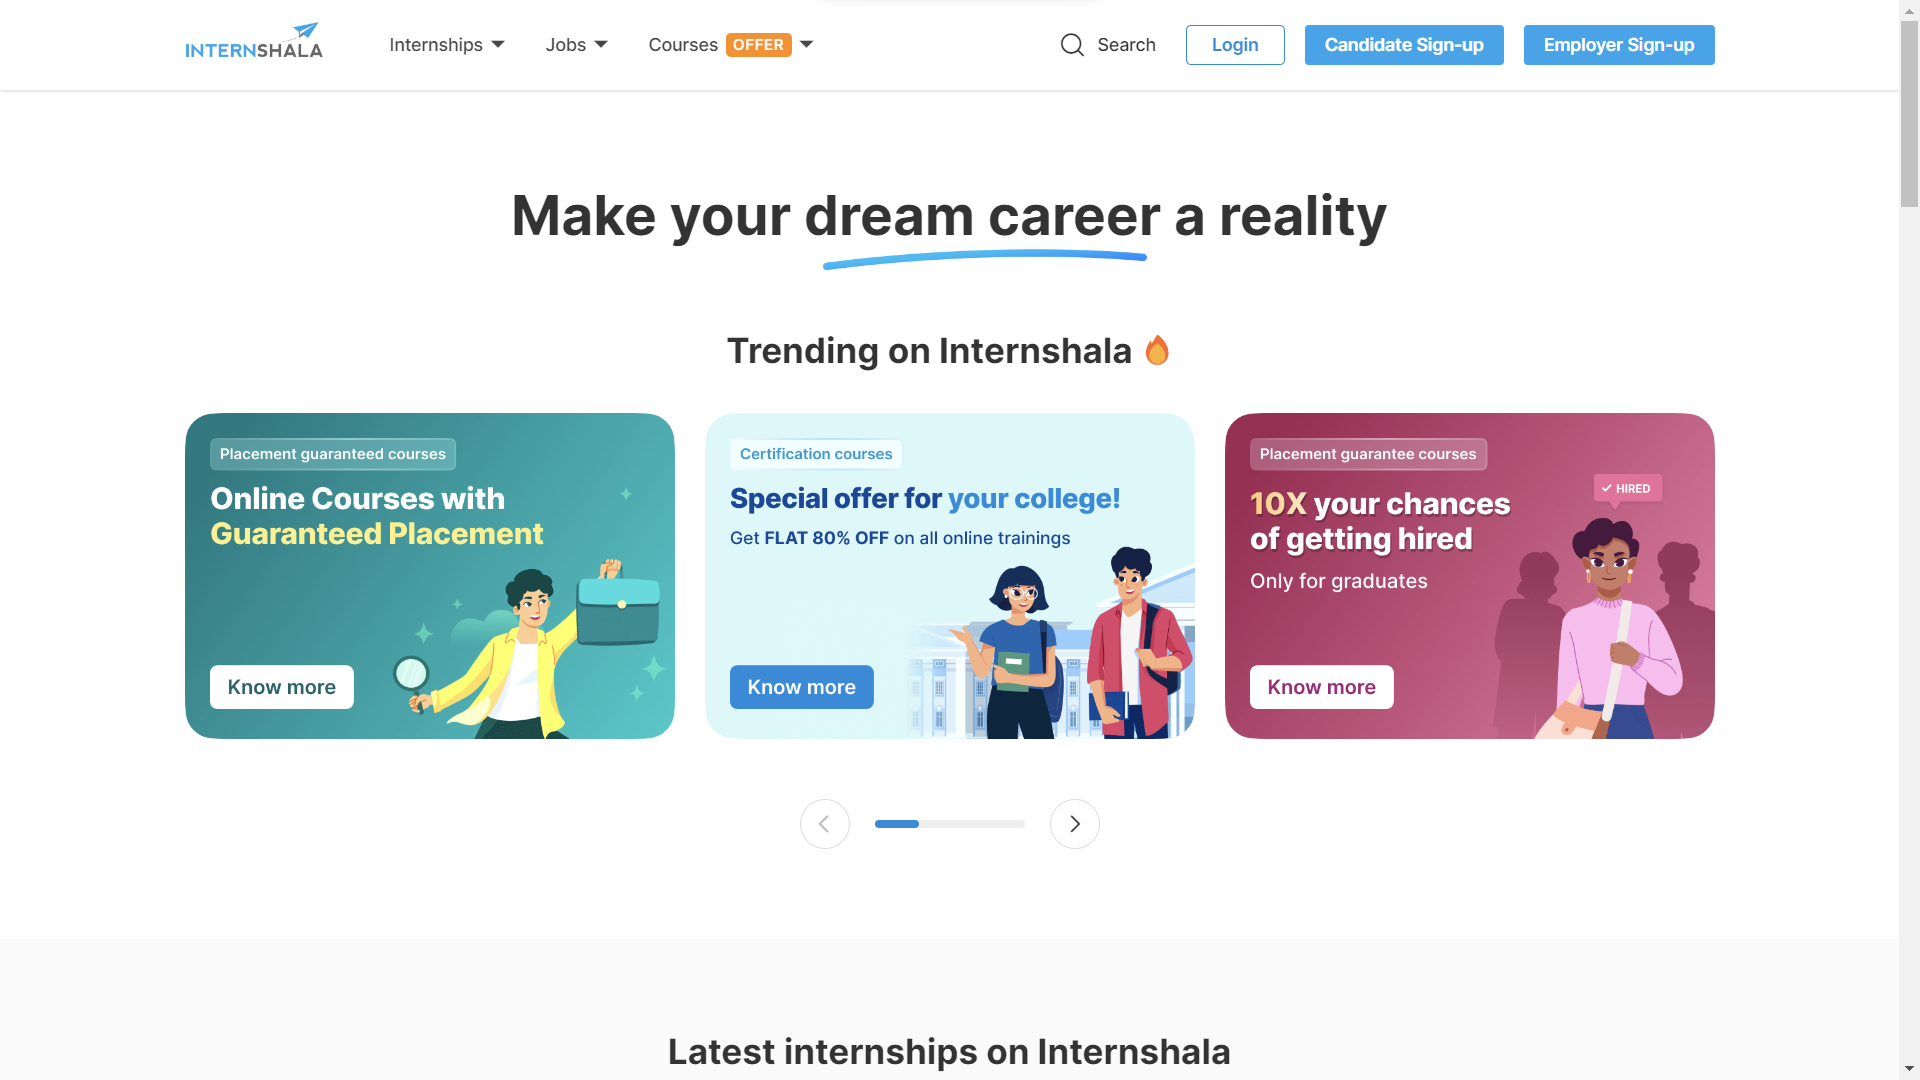 INTERNSHALA
Internships
Jobs
Courses OFFER
Search
Login
Candidate Sign-up
Employer Sign-up
Make your dream career a reality
Trending on Internshala
Placement guaranteed courses
Online Courses with
Guaranteed Placement
Know more
Certification courses
Special offer for your college!
Get FLAT 80% OFF on all online trainings
Know more
Placement guarantee courses
10X your chances
of getting hired
Only for graduates
HIRED
Know more
Latest internships on Internshala